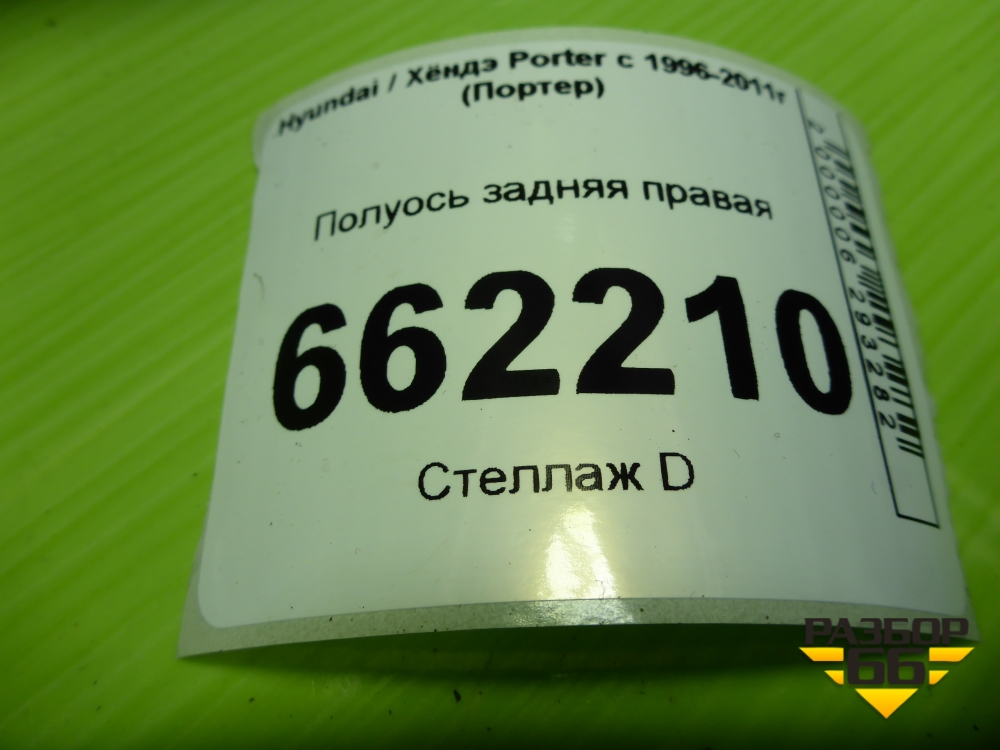 Hyundai / Хёндэ Porter с 1996-2011г
(Портер)
Полуось задняя правая
662210
Стеллаж D
2000006293282
РАЗБОР
66